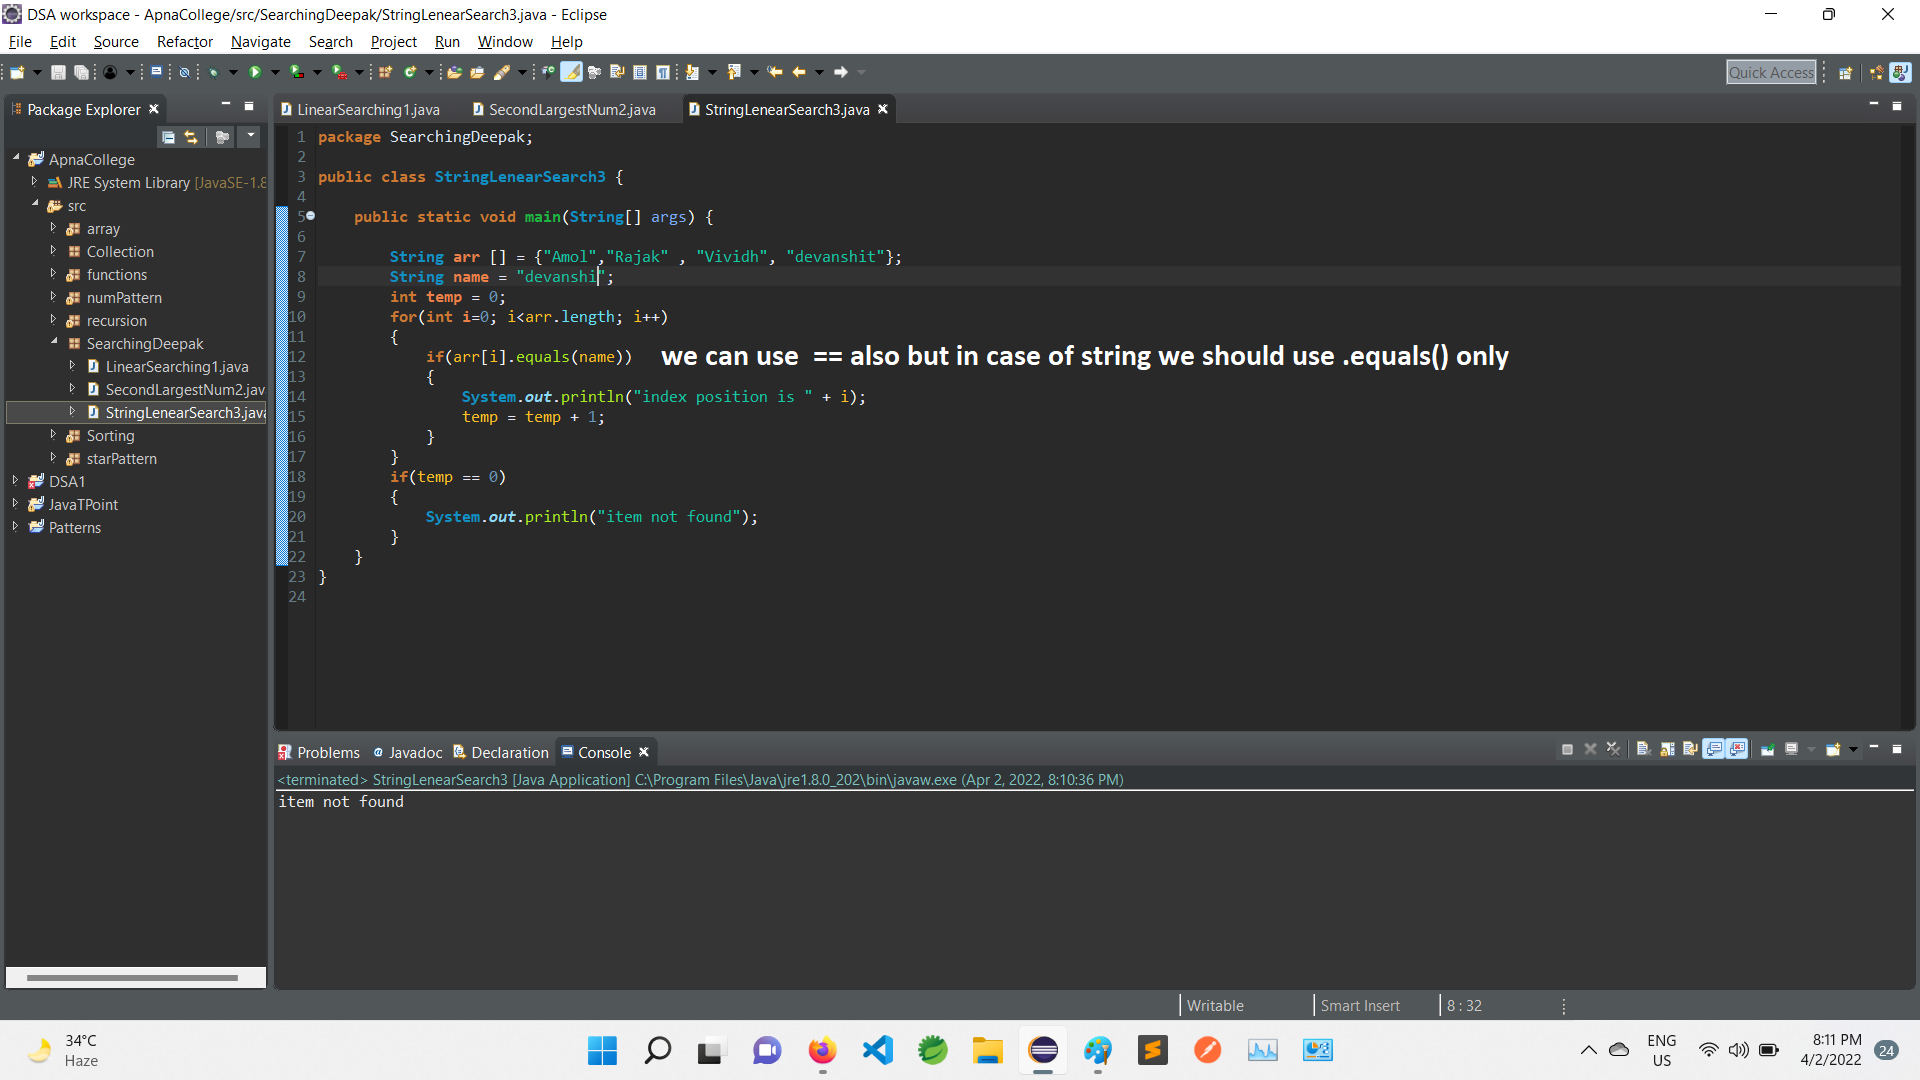 DSA workspace - ApnaCollege/src/SearchingDeepak/StringLenearSearch3.java - Eclipse
File Edit Source Refactor Navigate Search Project Run Window Help
Quick Access
Package Explorer
LinearSearching1.java SecondLargestNum2.java StringLenearSearch3.java
ApnaCollege
JRE System Library [JavaSE-1.8
src
array
Collection
functions
numPattern
recursion
SearchingDeepak
LinearSearching1.java
SecondLargestNum2.jav
StringLenearSearch3.java
Sorting
starPattern
DSA1
JavaTPoint
Patterns
1 package SearchingDeepak;
2
3 public class StringLenearSearch3 {
4
5 public static void main(String[] args) {
6
7 String arr [] = {"Amol","Rajak" , "Vividh", "devanshit"};
8 String name = "devanshi";
9 int temp = 0;
10 for(int i=0; i<arr.length; i++)
11 {
12 if(arr[i].equals(name)) we can use == also but in case of string we should use .equals() only
13 {
14 System.out.println("index position is " + i);
15 temp = temp + 1;
16 }
17 }
18 if(temp == 0)
19 {
20 System.out.println("item not found");
21 }
22 }
23 }
24
Problems Javadoc Declaration Console
<terminated> StringLenearSearch3 [Java Application] C:\Program Files\Java\jre1.8.0_202\bin\javaw.exe (Apr 2, 2022, 8:10:36 PM)
item not found
Writable Smart Insert 8 : 32
34°C
Haze
ENG
US
8:11 PM
4/2/2022
24